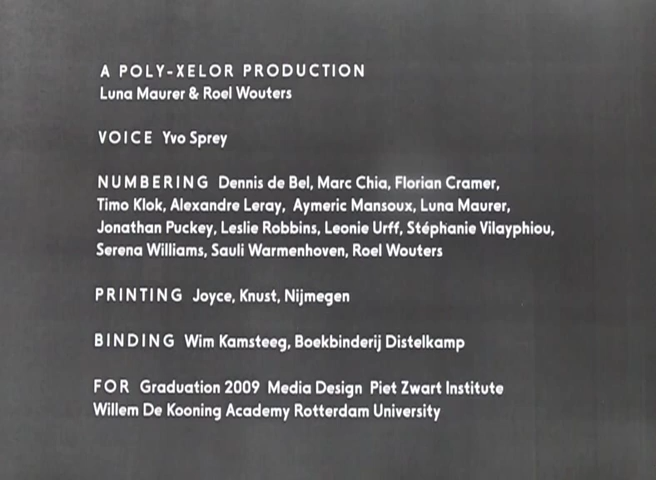 A POLY-XELOR PRODUCTION
Luna Maurer & Roel Wouters
VOICE Yvo Sprey
NUMBERING Dennis de Bel, Marc Chia, Florian Cramer,
Timo Klok, Alexandre Leray, Aymeric Mansoux, Luna Maurer,
Jonathan Puckey, Leslie Robbins, Leonie Urff, Stéphanie Vilayphiou,
Serena Williams, Sauli Warmenhoven, Roel Wouters
PRINTING Joyce, Knust, Nijmegen
BINDING Wim Kamsteeg, Boekbinderij Distelkamp
FOR Graduation 2009 Media Design Piet Zwart Institute
Willem De Kooning Academy Rotterdam University